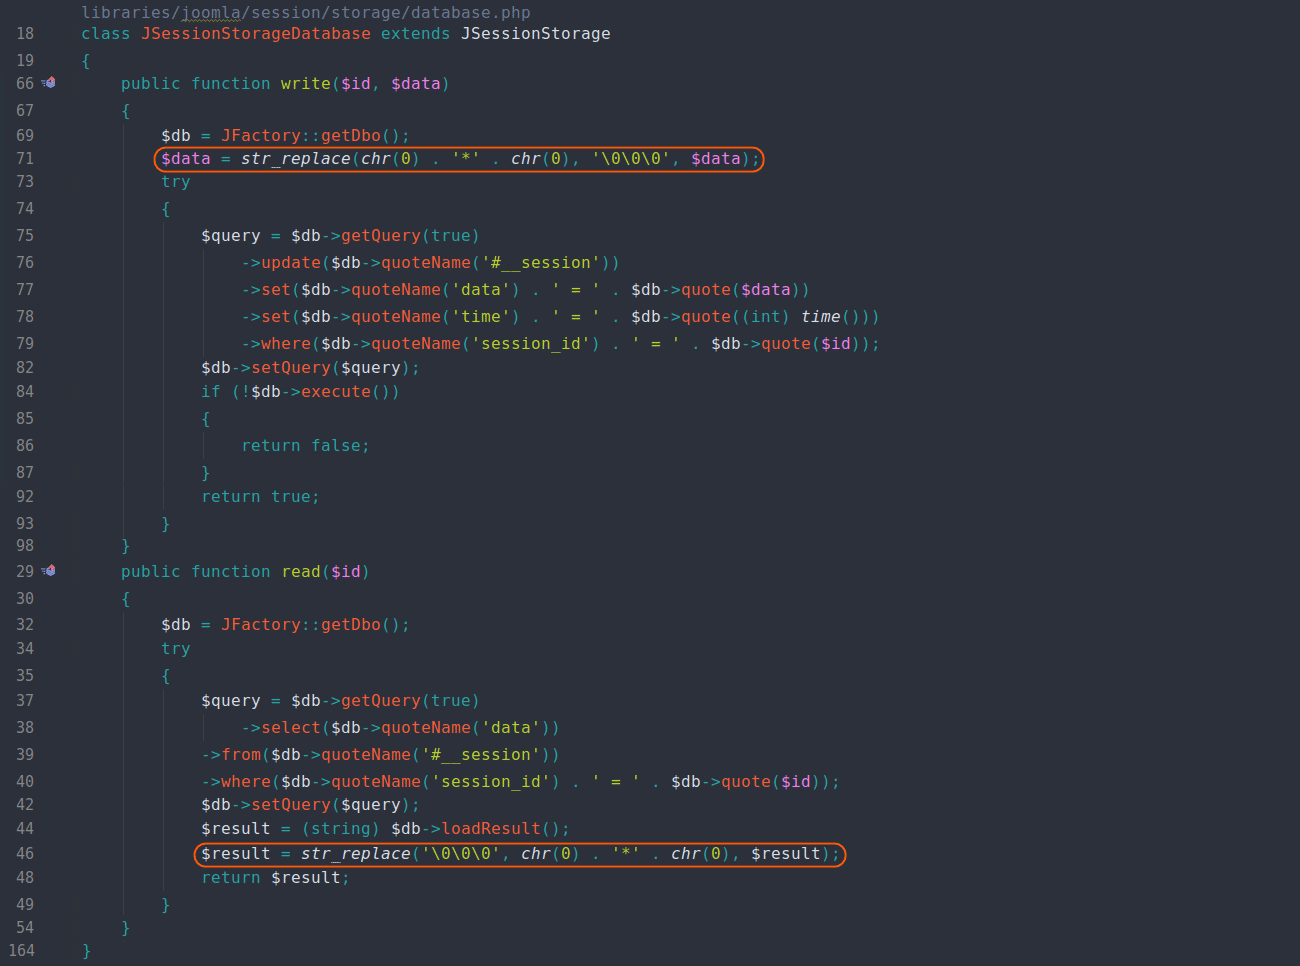 libraries/joomla/session/storage/database.php
18 class JSessionStorageDatabase extends JSessionStorage
19 {
66 public function write($id, $data)
67 {
69 $db = JFactory::getDbo();
71 $data = str_replace(chr(0) . '*' . chr(0), '\0\0\0', $data);
73 try
74 {
75 $query = $db->getQuery(true)
76 ->update($db->quoteName('#__session'))
77 ->set($db->quoteName('data') . ' = ' . $db->quote($data))
78 ->set($db->quoteName('time') . ' = ' . $db->quote((int) time()))
79 ->where($db->quoteName('session_id') . ' = ' . $db->quote($id));
82 $db->setQuery($query);
84 if (!$db->execute())
85 {
86 return false;
87 }
92 return true;
93 }
98 }
29 public function read($id)
30 {
32 $db = JFactory::getDbo();
34 try
35 {
37 $query = $db->getQuery(true)
38 ->select($db->quoteName('data'))
39 ->from($db->quoteName('#__session'))
40 ->where($db->quoteName('session_id') . ' = ' . $db->quote($id));
42 $db->setQuery($query);
44 $result = (string) $db->loadResult();
46 $result = str_replace('\0\0\0', chr(0) . '*' . chr(0), $result);
48 return $result;
49 }
54 }
164 }